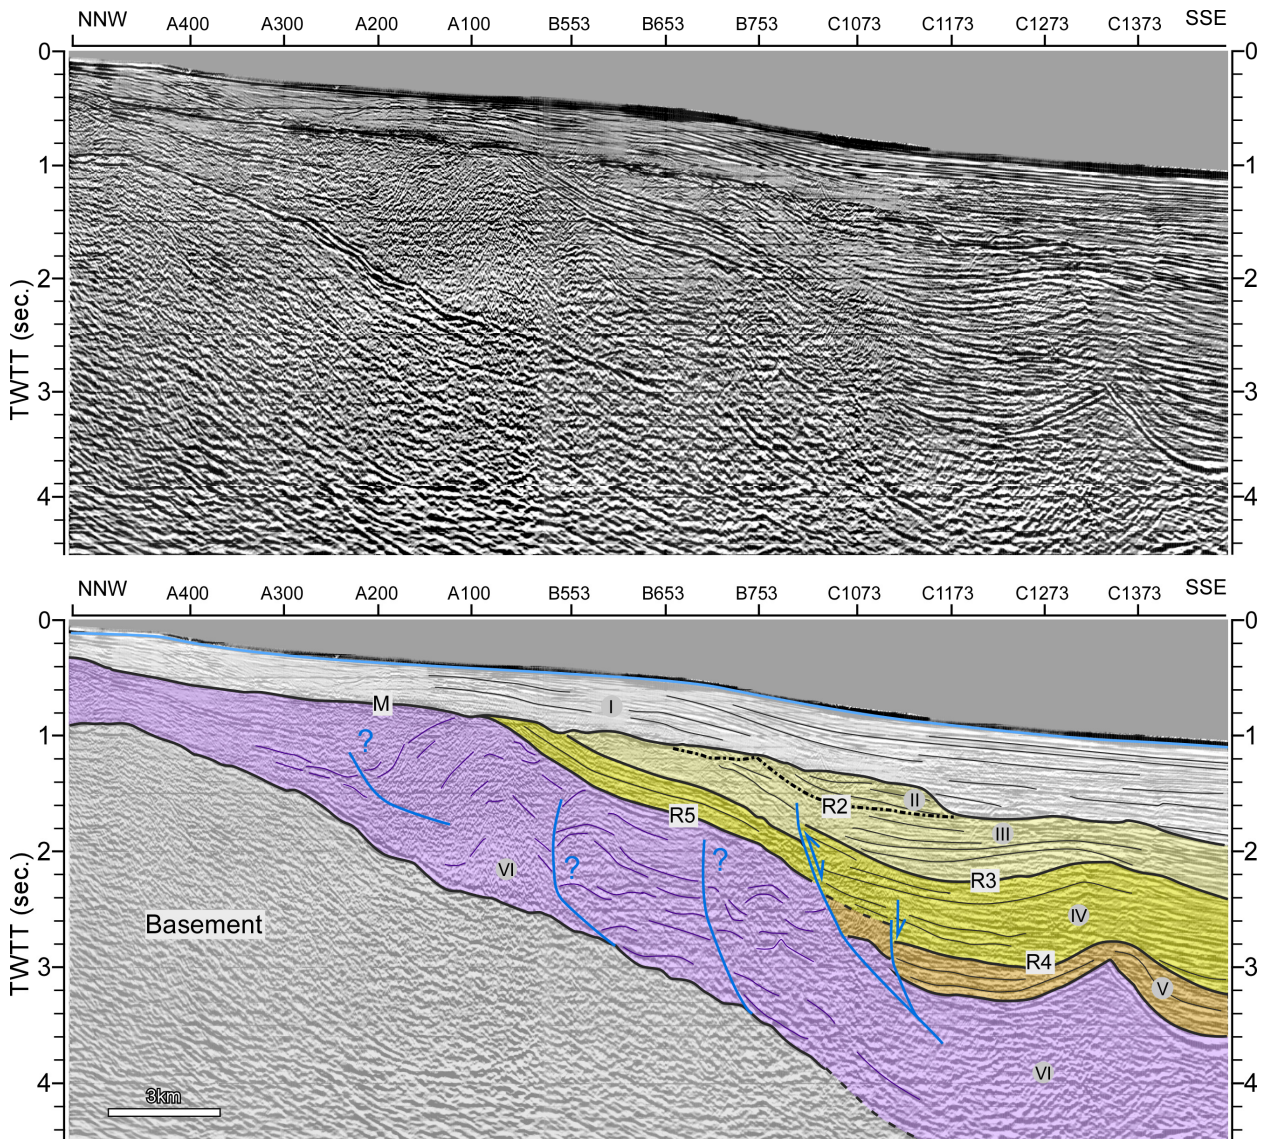 NNW A400 A300 A200 A100 B553 B653 B753 C1073 C1173 C1273 C1373 SSE
0 0
1 1
2 2
TWTT (sec.)
3 3
4 4
NNW A400 A300 A200 A100 B553 B653 B753 C1073 C1173 C1273 C1373 SSE
0 0
M I
? 1 1
II
R2
R5 III
2 2
? ?
VI R3
TWTT (sec.)
Basement IV
R4
3 3
V
VI
4 4
3km